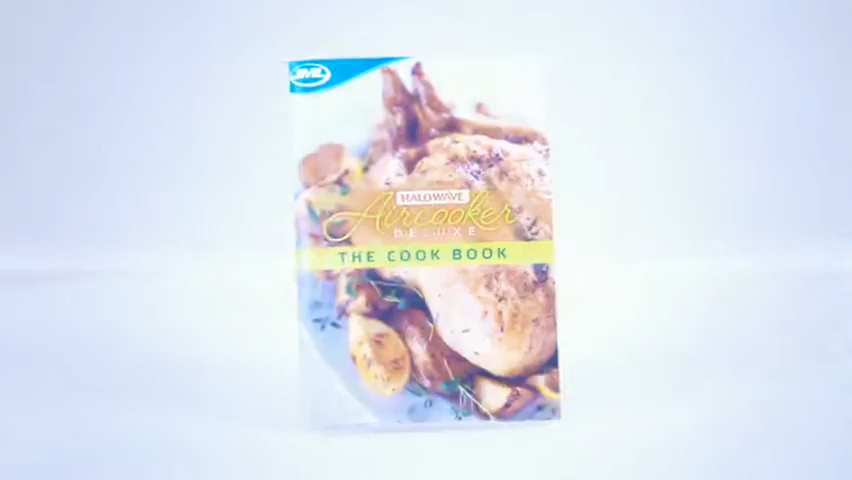 JML
HALOWAVE
Aircooker
DELUXE
THE COOK BOOK